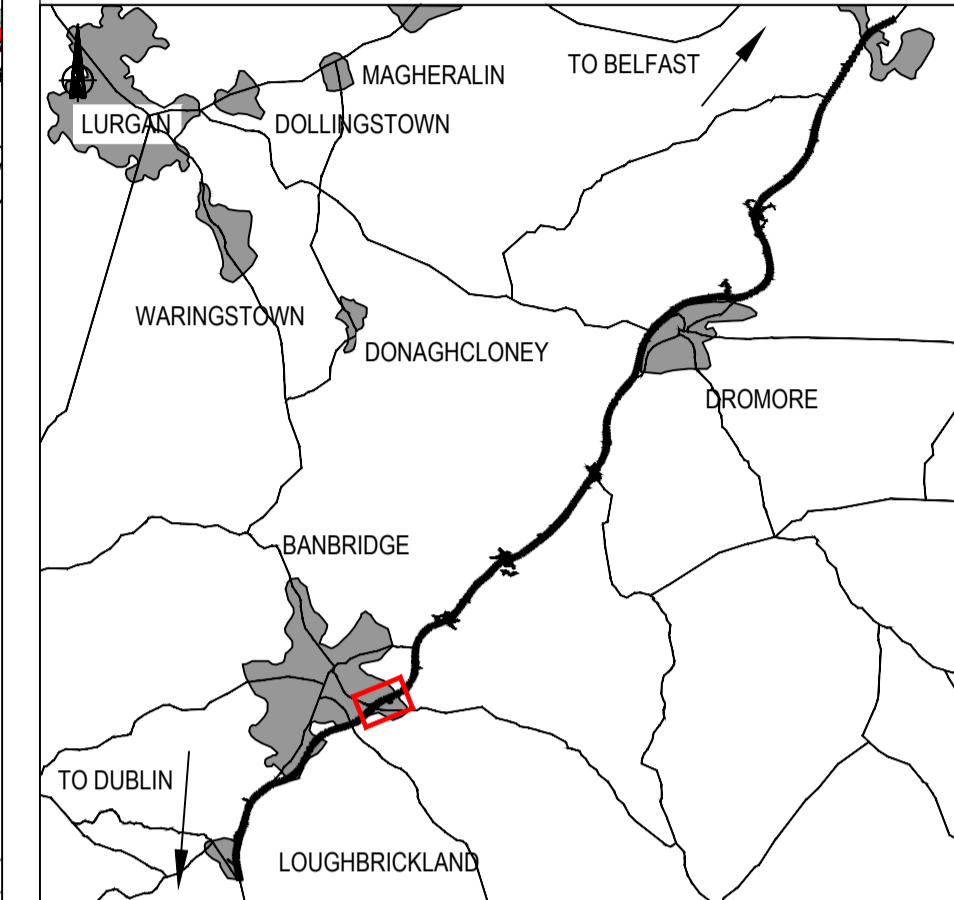 TO BELFAST
MAGHERALIN
LURGAN
DOLLINGSTOWN
WARINGSTOWN
DONAGHCLONEY
DROMORE
BANBRIDGE
TO DUBLIN
LOUGHBRICKLAND